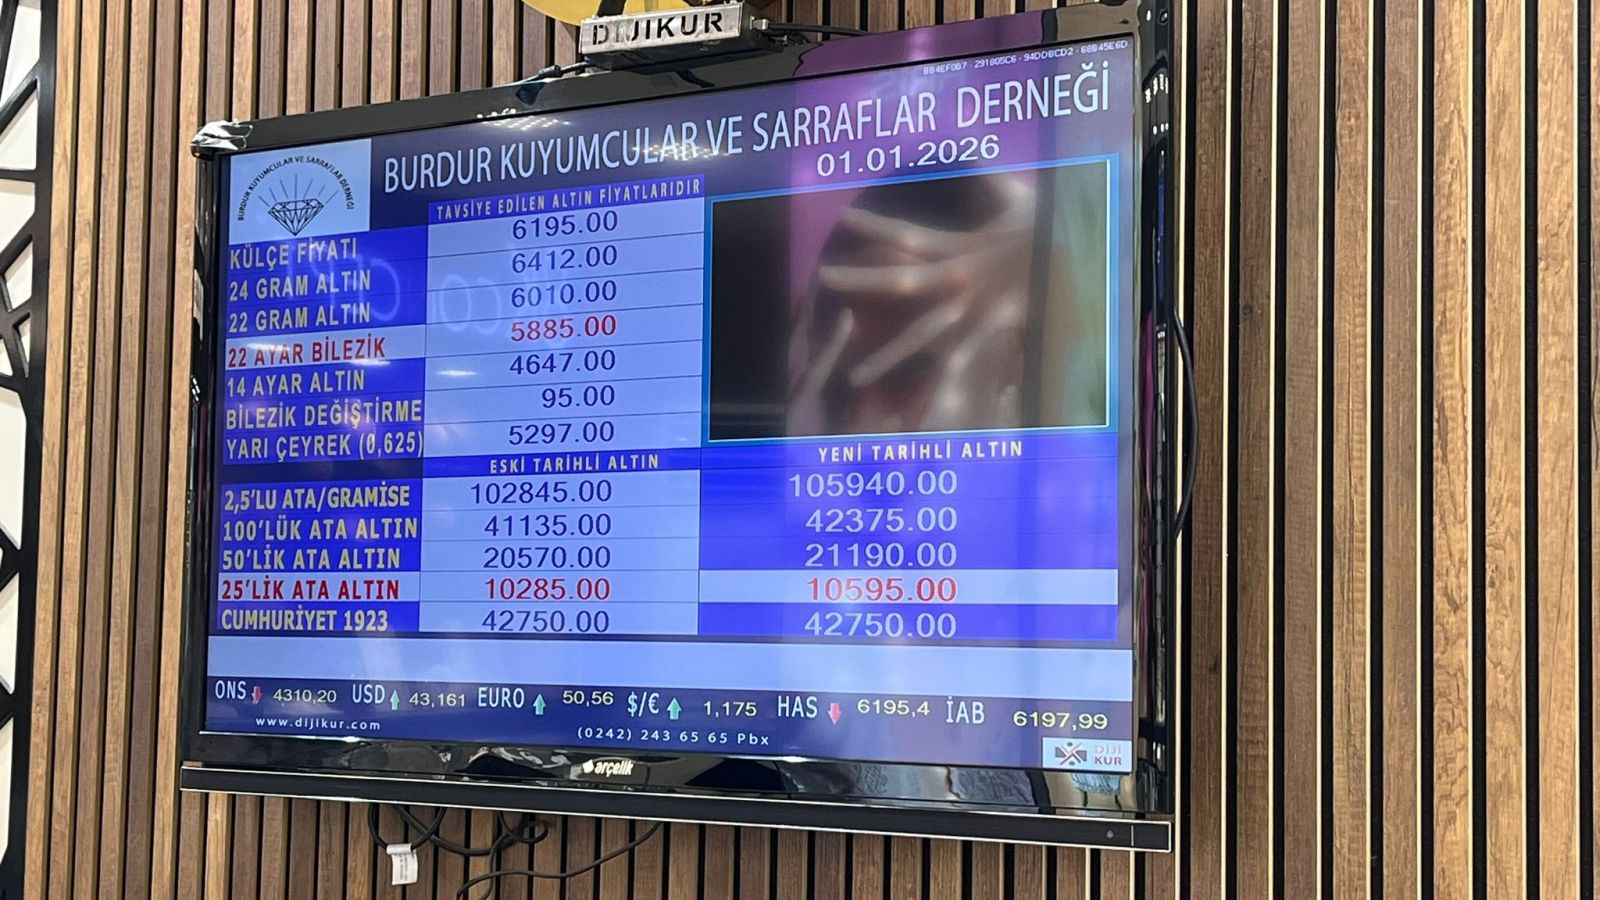 DİJİKUR
BB4EF0B7 - 291805C6 - 94DDBCD2 - 68B45E6D
BURDUR KUYUMCULAR VE SARRAFLAR DERNEĞİ
BURDUR KUYUMCULAR VE SARRAFLAR DERNEĞİ
01.01.2026
TAVSİYE EDİLEN ALTIN FİYATLARIDIR
KÜLÇE FİYATI 6195.00
24 GRAM ALTIN 6412.00
22 GRAM ALTIN 6010.00
22 AYAR BİLEZİK 5885.00
14 AYAR ALTIN 4647.00
BİLEZİK DEĞİŞTİRME 95.00
YARI ÇEYREK (0,625) 5297.00
ESKİ TARİHLİ ALTIN YENİ TARİHLİ ALTIN
2,5'LU ATA/GRAMİSE 102845.00 105940.00
100'LÜK ATA ALTIN 41135.00 42375.00
50'LİK ATA ALTIN 20570.00 21190.00
25'LİK ATA ALTIN 10285.00 10595.00
CUMHURİYET 1923 42750.00 42750.00
ONS 4310,20 USD 43,161 EURO 50,56 $/€ 1,175 HAS 6195,4 İAB 6197,99
www.dijikur.com (0242) 243 65 65 Pbx
DİJİ
KUR
arçelik